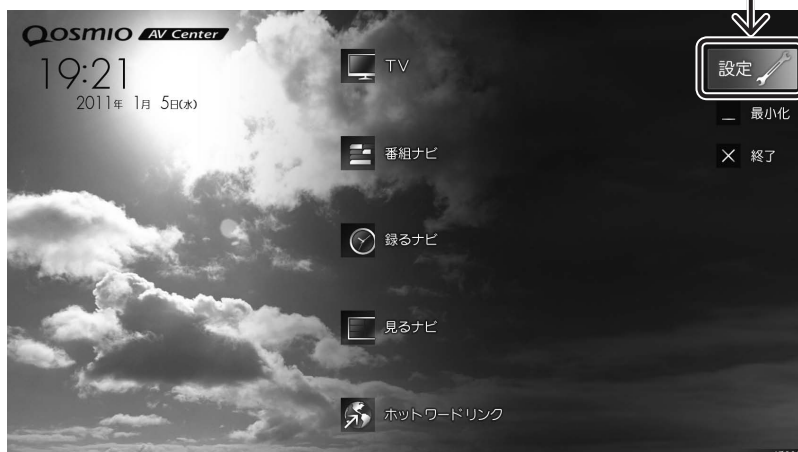 Qosmio AV Center
19:21
2011年 1月 5日(水)
TV
番組ナビ
録るナビ
見るナビ
ホットワードリンク
設定
最小化
終了